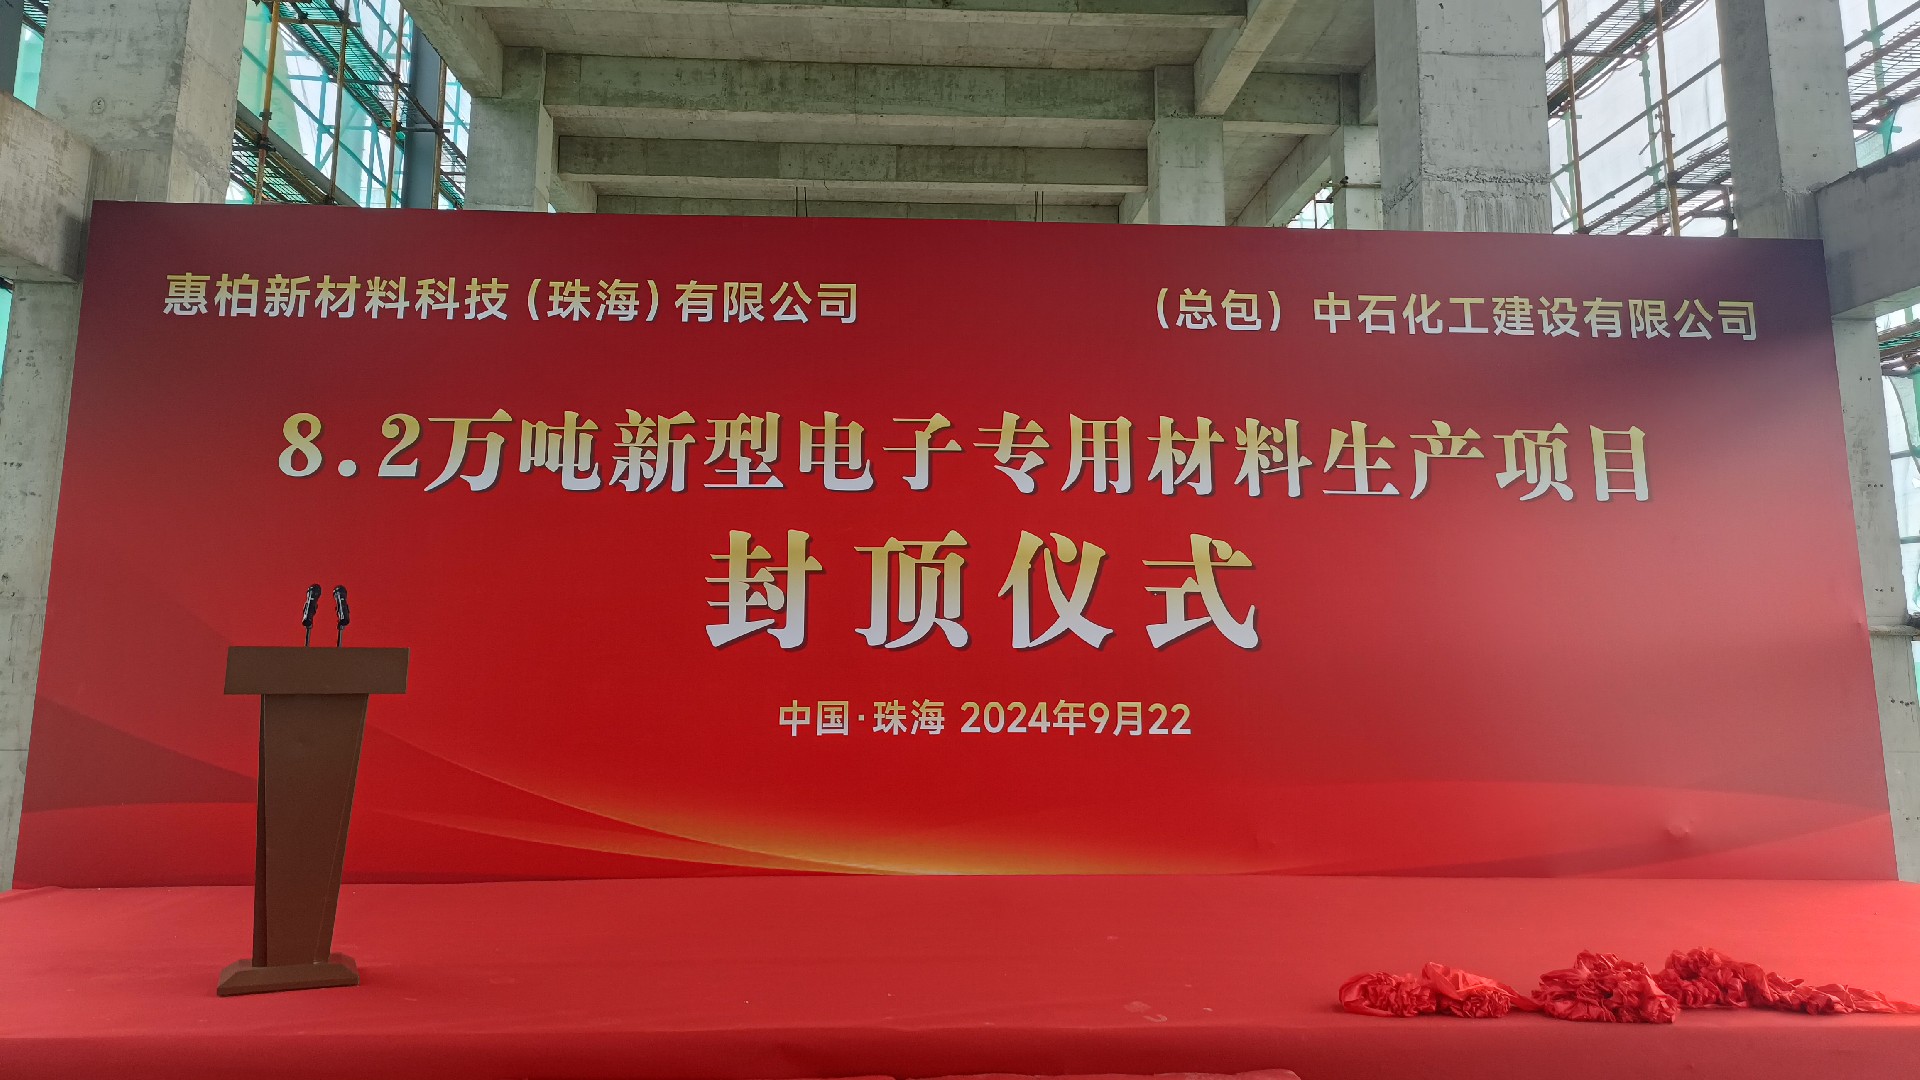 惠柏新材料科技（珠海）有限公司
（总包）中石化工建设有限公司
8.2万吨新型电子专用材料生产项目
封顶仪式
中国·珠海 2024年9月22